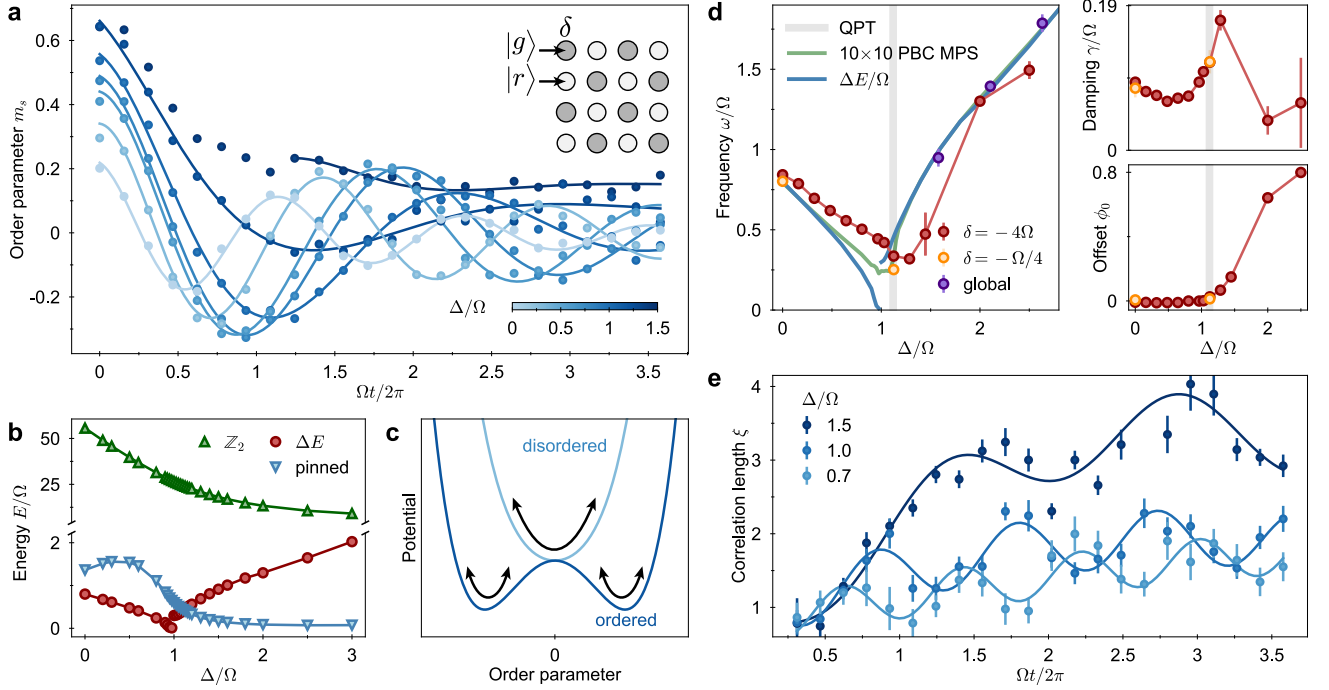 a
Order parameter mₛ
0.6
0.4
0.2
0
-0.2
δ
|g⟩
|r⟩
Δ/Ω
0 0.5 1 1.5
0 0.5 1 1.5 2 2.5 3 3.5
Ωt/2π
b
Energy E/Ω
50
25
2
0
ℤ₂ ΔE
pinned
0 1 2 3
Δ/Ω
c
Potential
disordered
ordered
0
Order parameter
d
Frequency ω/Ω
1.5
1
0.5
0
QPT
10×10 PBC MPS
ΔE/Ω
δ = −4Ω
δ = −Ω/4
global
0 1 2
Δ/Ω
Damping γ/Ω
0.19
0
Offset ϕ₀
0.8
0
0 1 2
Δ/Ω
e
Correlation length ξ
4
3
2
1
Δ/Ω
1.5
1.0
0.7
0.5 1.0 1.5 2.0 2.5 3.0 3.5
Ωt/2π